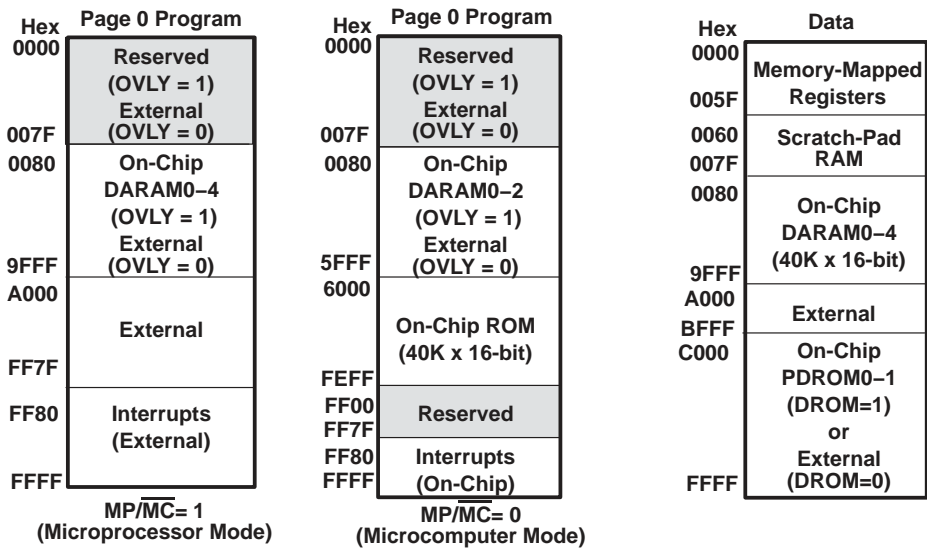 Hex
Page 0 Program
0000
Reserved
(OVLY = 1)
External
007F
(OVLY = 0)
0080
On-Chip
DARAM0–4
(OVLY = 1)
External
9FFF
(OVLY = 0)
A000
External
FF7F
FF80
Interrupts
(External)
FFFF
MP/M̅C̅= 1
(Microprocessor Mode)
Hex
Page 0 Program
0000
Reserved
(OVLY = 1)
External
007F
(OVLY = 0)
0080
On-Chip
DARAM0–2
(OVLY = 1)
External
5FFF
(OVLY = 0)
6000
On-Chip ROM
(40K x 16-bit)
FEFF
FF00
Reserved
FF7F
FF80
Interrupts
FFFF
(On-Chip)
MP/M̅C̅= 0
(Microcomputer Mode)
Hex
Data
0000
Memory-Mapped
Registers
005F
0060
Scratch-Pad
RAM
007F
0080
On-Chip
DARAM0–4
(40K x 16-bit)
9FFF
A000
External
BFFF
C000
On-Chip
PDROM0–1
(DROM=1)
or
External
FFFF
(DROM=0)